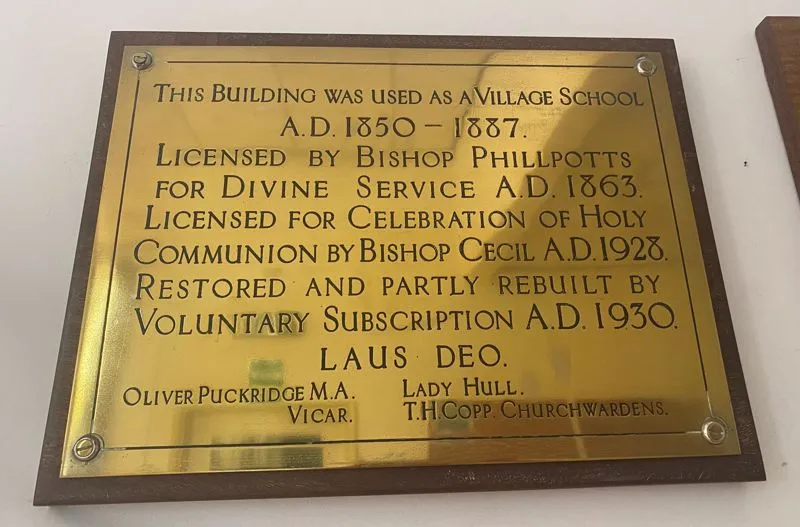 THIS BUILDING WAS USED AS A VILLAGE SCHOOL
A.D. 1850 – 1887.
LICENSED BY BISHOP PHILLPOTTS
FOR DIVINE SERVICE A.D. 1863.
LICENSED FOR CELEBRATION OF HOLY
COMMUNION BY BISHOP CECIL A.D. 1928.
RESTORED AND PARTLY REBUILT BY
VOLUNTARY SUBSCRIPTION A.D. 1930.
LAUS DEO.
OLIVER PUCKRIDGE M.A. LADY HULL.
VICAR. T.H. COPP. CHURCHWARDENS.